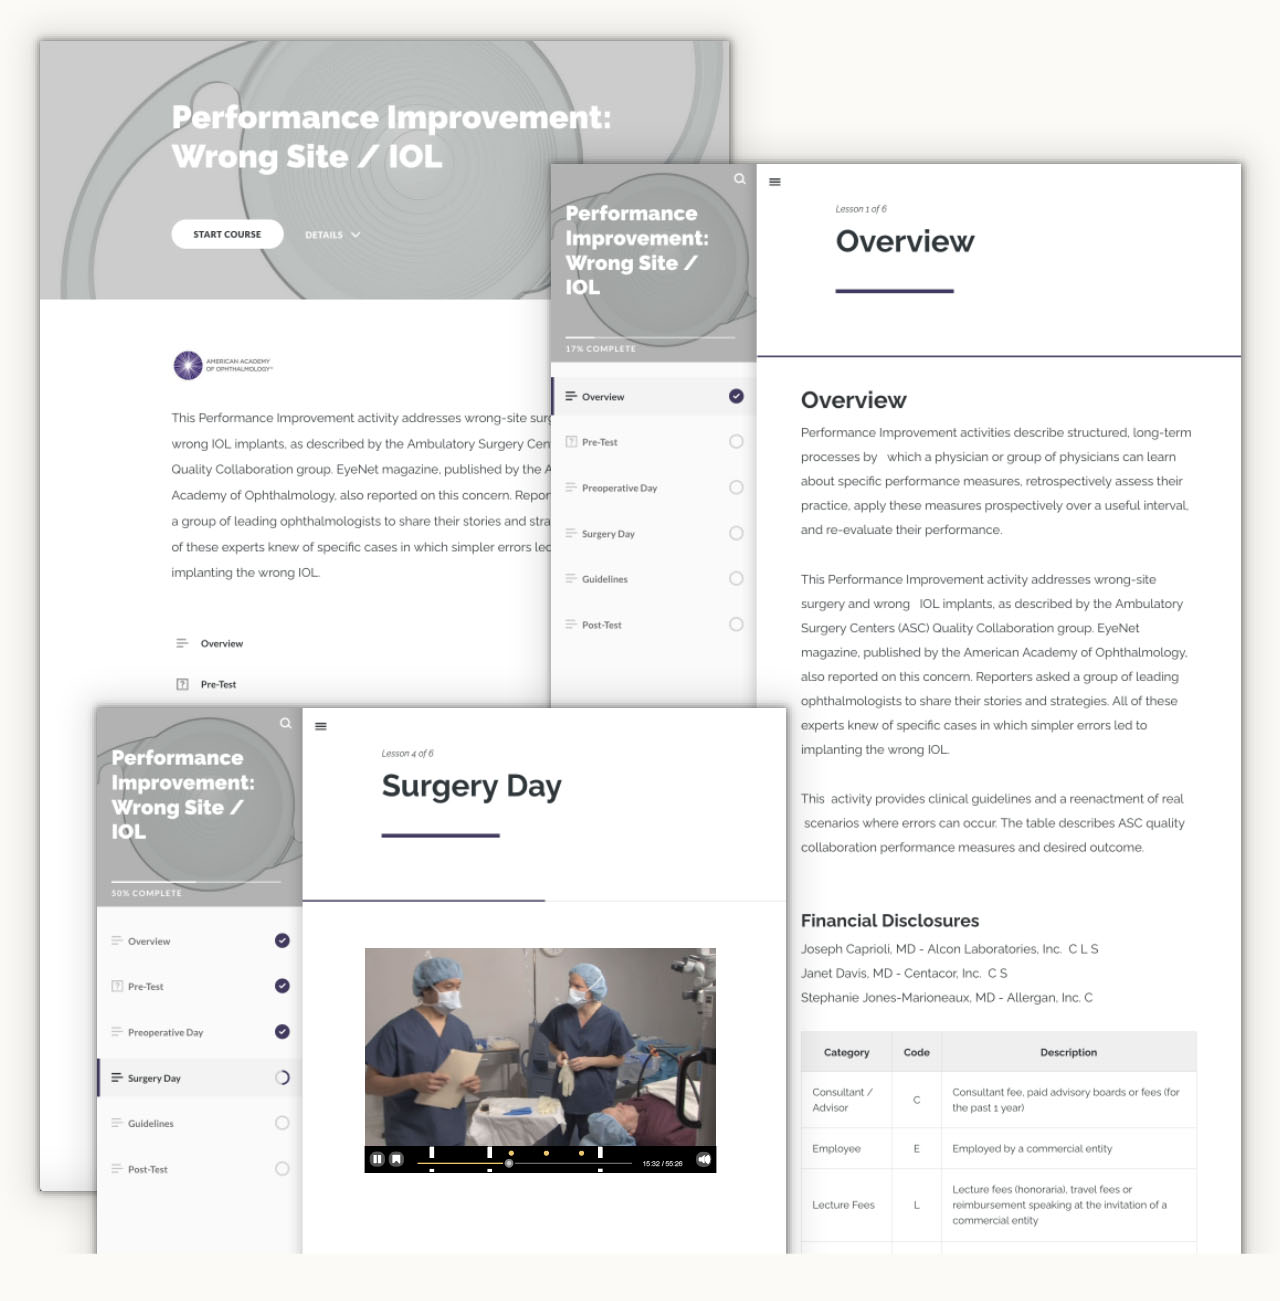 Performance Improvement:
Wrong Site / IOL
START COURSE
DETAILS
AMERICAN ACADEMY
OF OPHTHALMOLOGY®
This Performance Improvement activity addresses wrong-site
wrong IOL implants, as described by the Ambulatory Surgery
Quality Collaboration group. EyeNet magazine, published by the
Academy of Ophthalmology, also reported on this concern.
a group of leading ophthalmologists to share their stories and
of these experts knew of specific cases in which simpler errors
implanting the wrong IOL.
Overview
Pre-Test
Performance
Improvement:
Wrong Site /
IOL
17% COMPLETE
Overview
Pre-Test
Preoperative Day
Surgery Day
Guidelines
Post-Test
Lesson 1 of 6
Overview
Overview
Performance Improvement activities describe structured, long-term
processes by which a physician or group of physicians can learn
about specific performance measures, retrospectively assess their
practice, apply these measures prospectively over a useful interval,
and re-evaluate their performance.
This Performance Improvement activity addresses wrong-site
surgery and wrong IOL implants, as described by the Ambulatory
Surgery Centers (ASC) Quality Collaboration group. EyeNet
magazine, published by the American Academy of Ophthalmology,
also reported on this concern. Reporters asked a group of leading
ophthalmologists to share their stories and strategies. All of these
experts knew of specific cases in which simpler errors led to
implanting the wrong IOL.
This activity provides clinical guidelines and a reenactment of real
scenarios where errors can occur. The table describes ASC quality
collaboration performance measures and desired outcome.
Financial Disclosures
Joseph Caprioli, MD - Alcon Laboratories, Inc. C L S
Janet Davis, MD - Centacor, Inc. C S
Stephanie Jones-Marioneaux, MD - Allergan, Inc. C
Category Code Description
Consultant / Advisor C Consultant fee, paid advisory boards or fees (for
the past 1 year)
Employee E Employed by a commercial entity
Lecture Fees L Lecture fees (honoraria), travel fees or
reimbursement speaking at the invitation of a
commercial entity
Performance
Improvement:
Wrong Site /
IOL
50% COMPLETE
Overview
Pre-Test
Preoperative Day
Surgery Day
Guidelines
Post-Test
Lesson 4 of 6
Surgery Day
15:32 / 55:26